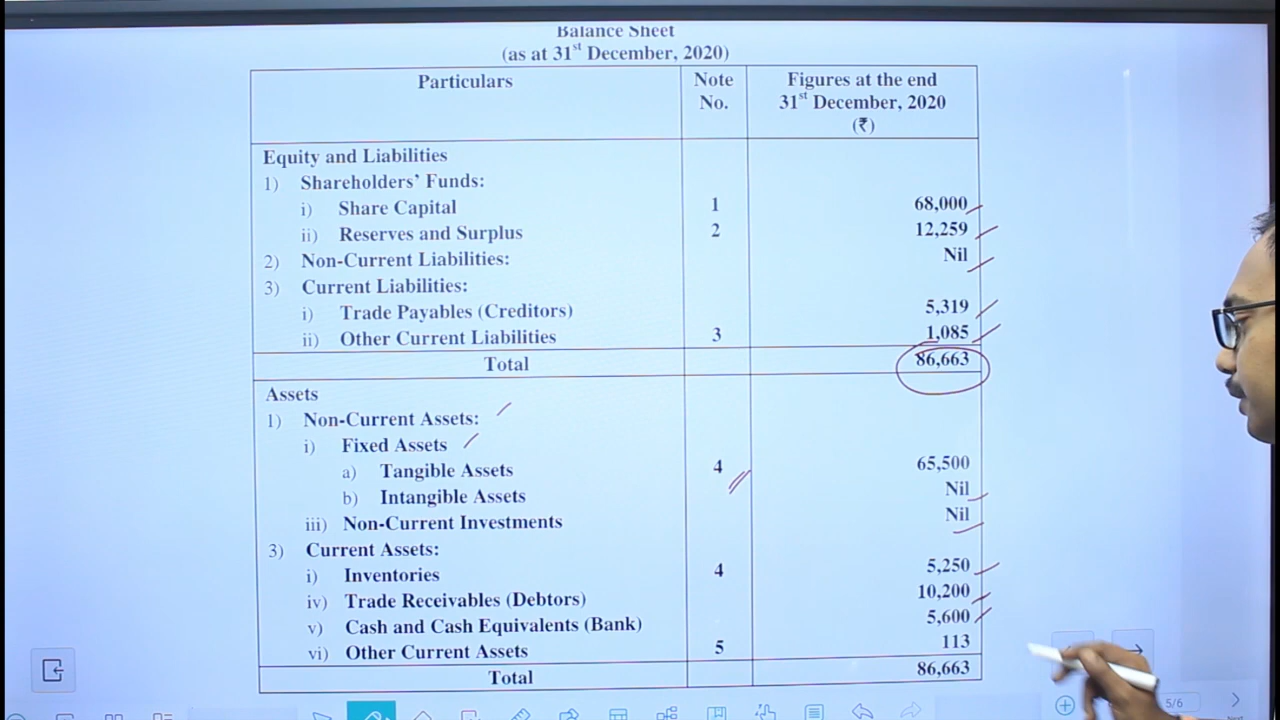 Balance Sheet
(as at 31st December, 2020)
Particulars Note No. Figures at the end 31st December, 2020 (₹)
Equity and Liabilities
1) Shareholders’ Funds:
i) Share Capital 1 68,000
ii) Reserves and Surplus 2 12,259
2) Non-Current Liabilities: Nil
3) Current Liabilities:
i) Trade Payables (Creditors) 5,319
ii) Other Current Liabilities 3 1,085
Total 86,663
Assets
1) Non-Current Assets:
i) Fixed Assets
a) Tangible Assets 4 65,500
b) Intangible Assets Nil
iii) Non-Current Investments Nil
3) Current Assets:
i) Inventories 4 5,250
iv) Trade Receivables (Debtors) 10,200
v) Cash and Cash Equivalents (Bank) 5,600
vi) Other Current Assets 5 113
Total 86,663
5/6